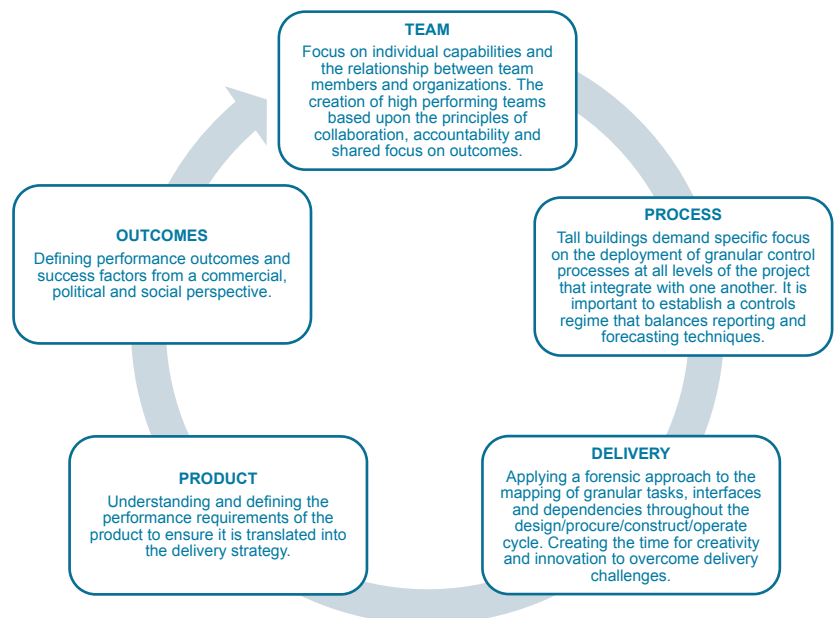 TEAM
Focus on individual capabilities and
the relationship between team
members and organizations. The
creation of high performing teams
based upon the principles of
collaboration, accountability and
shared focus on outcomes.
PROCESS
Tall buildings demand specific focus
on the deployment of granular control
processes at all levels of the project
that integrate with one another. It is
important to establish a controls
regime that balances reporting and
forecasting techniques.
DELIVERY
Applying a forensic approach to the
mapping of granular tasks, interfaces
and dependencies throughout the
design/procure/construct/operate
cycle. Creating the time for creativity
and innovation to overcome delivery
challenges.
PRODUCT
Understanding and defining the
performance requirements of the
product to ensure it is translated into
the delivery strategy.
OUTCOMES
Defining performance outcomes and
success factors from a commercial,
political and social perspective.